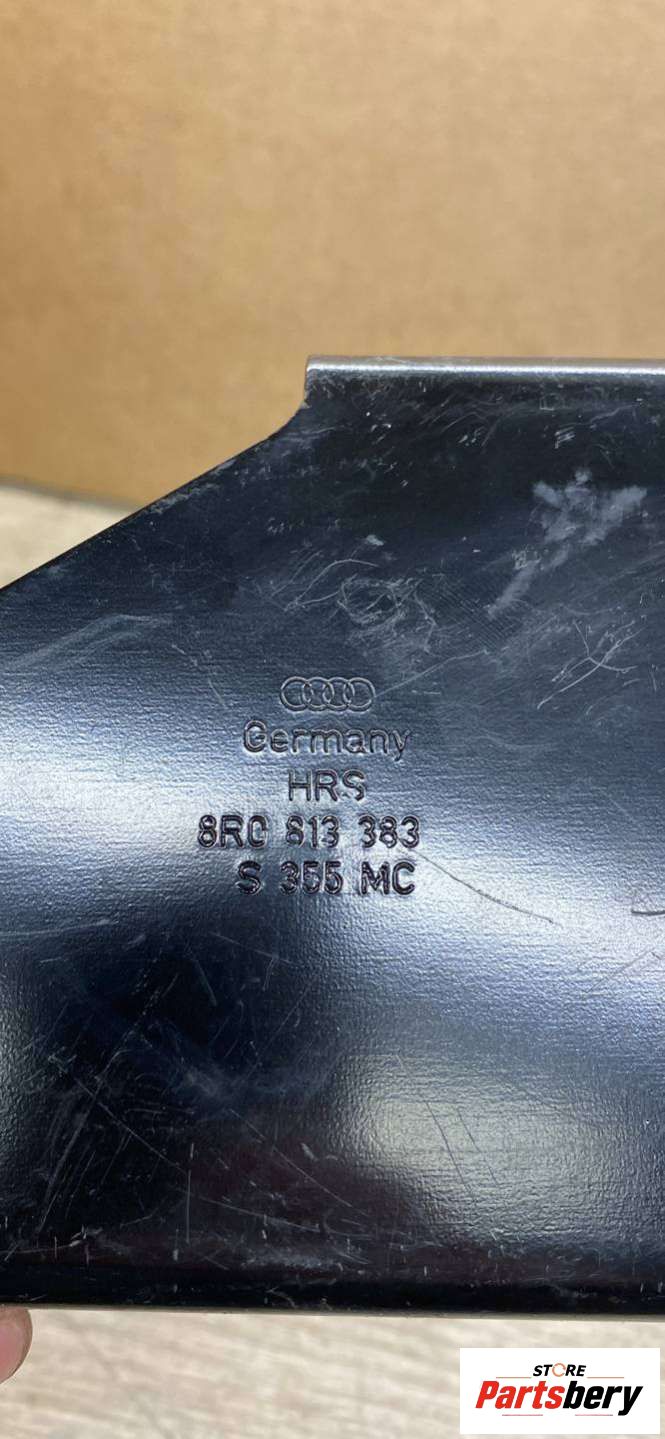 Germany
HRS
8R0 813 383
S 355 MC
STORE
Partsbery